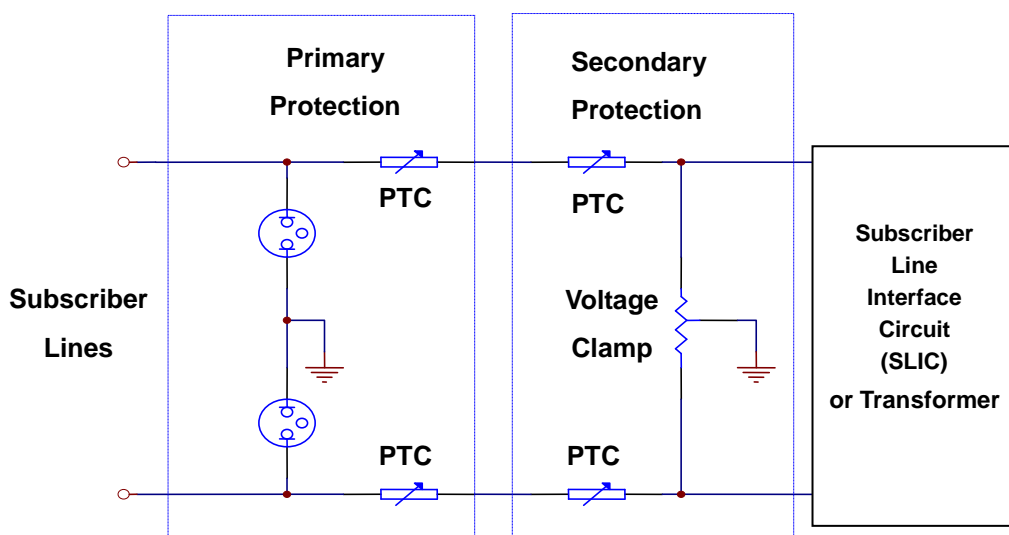 Primary
Protection
Secondary
Protection
PTC
PTC
Subscriber
Lines
Voltage
Clamp
Subscriber
Line
Interface
Circuit
(SLIC)
or Transformer
PTC
PTC